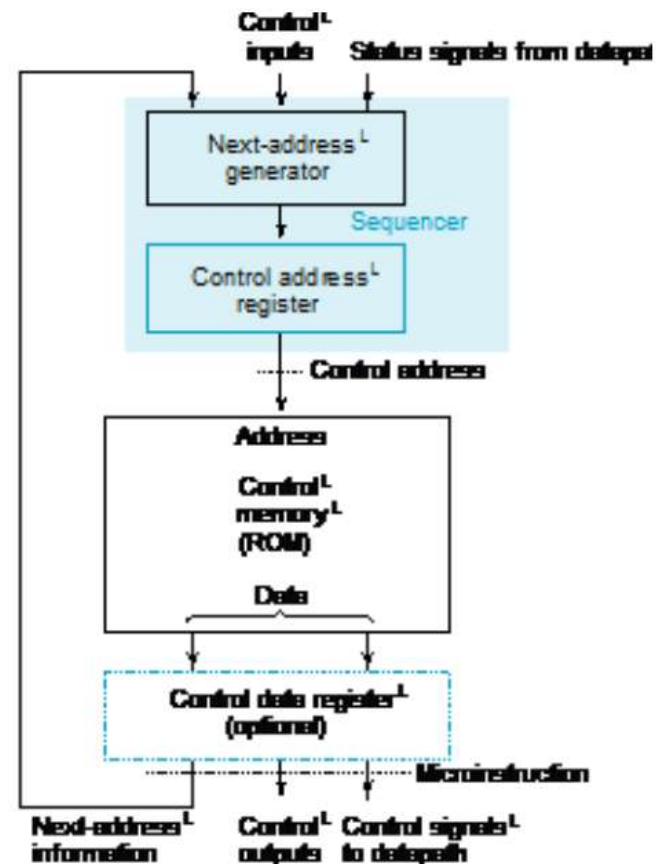 Control└
inputs
Status signals from datapat
Next-address└
generator
Sequencer
Control address└
register
Control address
Address
Control└
memory└
(ROM)
Data
Control data register└
(optional)
Microinstruction
Next-address└
information
Control└
outputs
Control signals└
to datapath